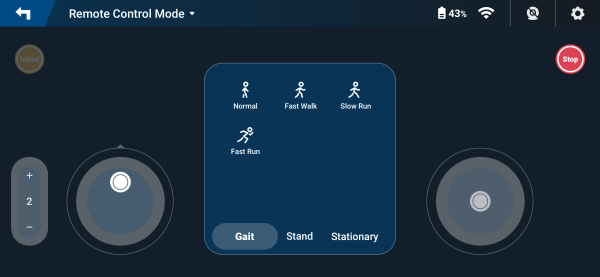 Remote Control Mode
43%
Initial
Stop
Normal
Fast Walk
Slow Run
Fast Run
+
2
−
Gait
Stand
Stationary